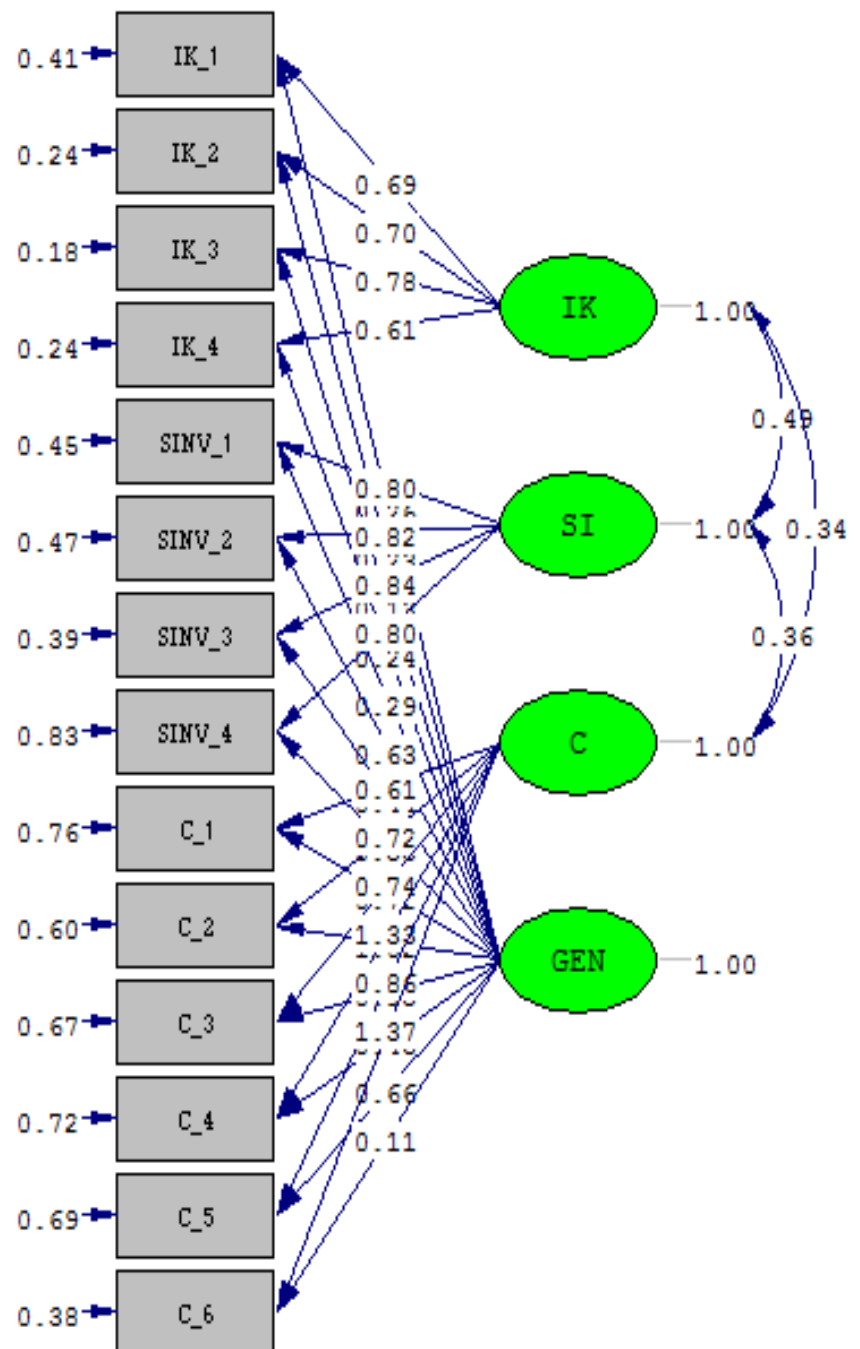 0.41 IK_1
0.24 IK_2
0.69
0.70
0.18 IK_3
0.78
IK 1.00
0.24 IK_4
0.61
0.49
0.45 SINV_1
0.80
0.47 SINV_2
0.82
SI 1.00 0.34
0.84
0.39 SINV_3
0.80
0.36
0.24
0.29
0.83 SINV_4
C 1.00
0.63
0.61
0.76 C_1
0.72
0.74
0.60 C_2
1.33
GEN 1.00
0.86
0.67 C_3
1.37
0.66
0.72 C_4
0.11
0.69 C_5
0.38 C_6